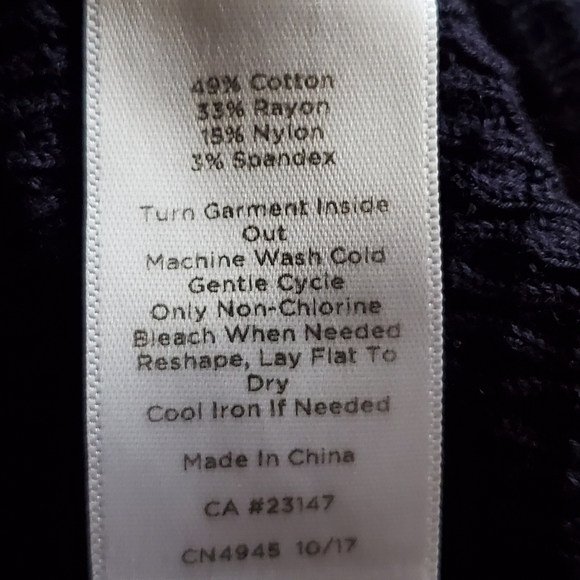 49% Cotton
33% Rayon
15% Nylon
3% Spandex
Turn Garment Inside
Out
Machine Wash Cold
Gentle Cycle
Only Non-Chlorine
Bleach When Needed
Reshape, Lay Flat To
Dry
Cool Iron If Needed
Made In China
CA #23147
CN4945 10/17